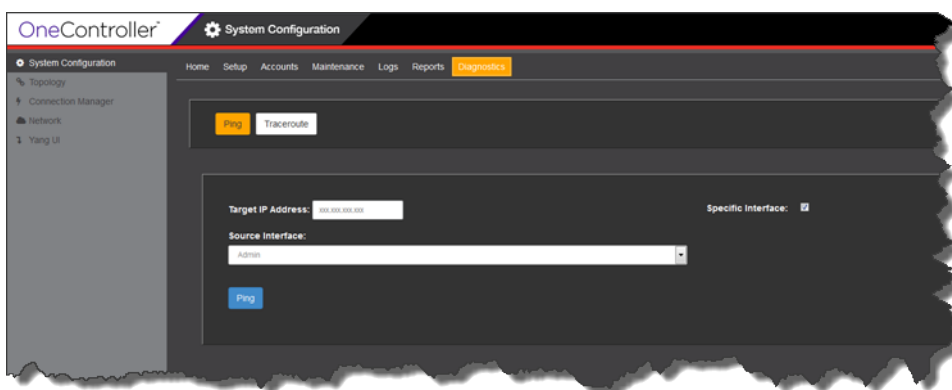 OneController
System Configuration
System Configuration
Topology
Connection Manager
Network
Yang UI
Home Setup Accounts Maintenance Logs Reports Diagnostics
Ping Traceroute
Target IP Address: xxx.xxx.xxx.xxx
Specific Interface:
Source Interface:
Admin
Ping